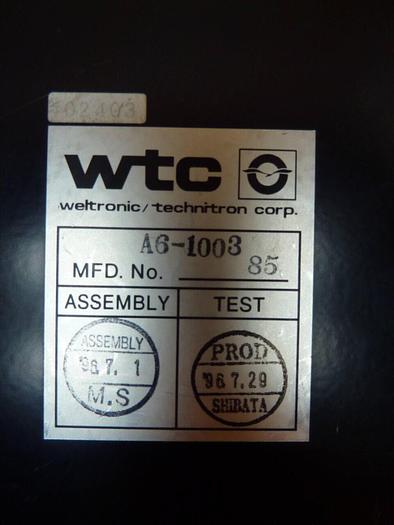 102403
wtc
weltronic/technitron corp.
A6-1003
MFD. No. 85
ASSEMBLY TEST
ASSEMBLY
'96.7. 1
M.S
PROD
'96.7.29
SHIBATA